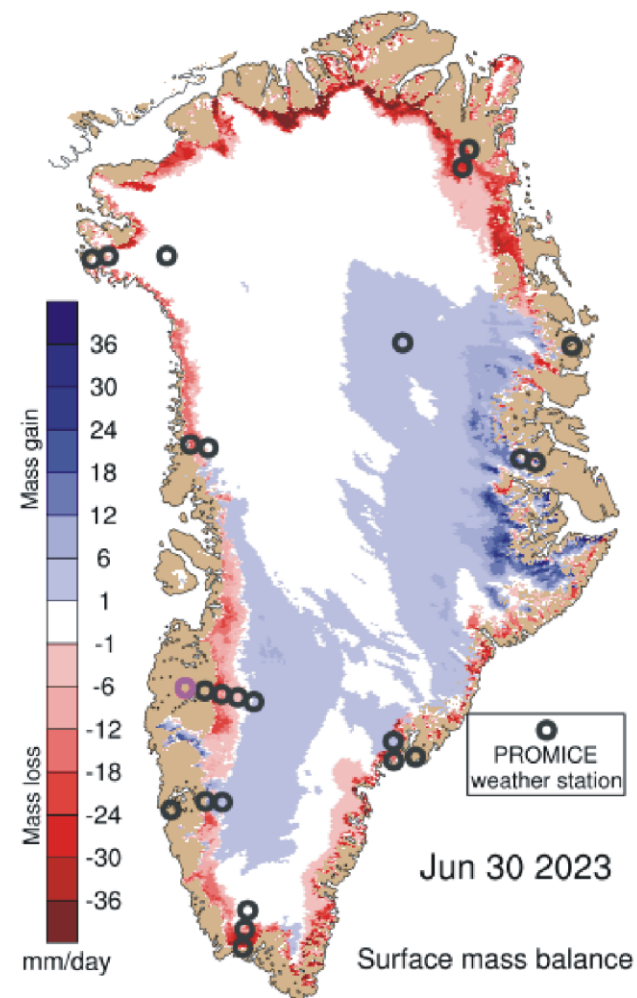 Mass gain
Mass loss
36
30
24
18
12
6
1
-1
-6
-12
-18
-24
-30
-36
mm/day
PROMICE
weather station
Jun 30 2023
Surface mass balance